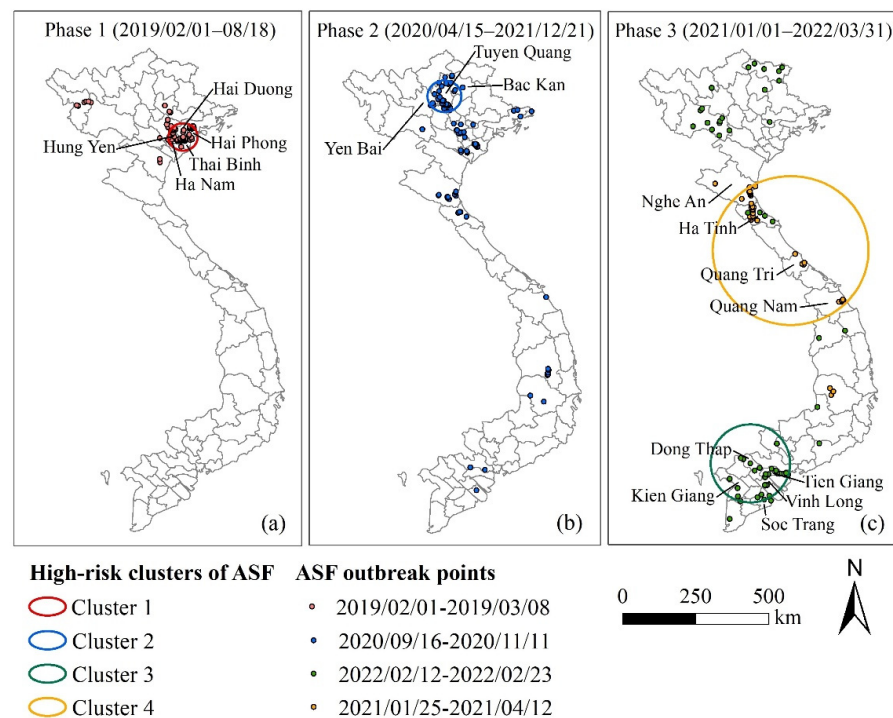 Phase 1 (2019/02/01–08/18)
Hai Duong
Hung Yen
Hai Phong
Thai Binh
Ha Nam
(a)
Phase 2 (2020/04/15–2021/12/21)
Tuyen Quang
Bac Kan
Yen Bai
(b)
Phase 3 (2021/01/01–2022/03/31)
Nghe An
Ha Tinh
Quang Tri
Quang Nam
Dong Thap
Tien Giang
Kien Giang
Vinh Long
Soc Trang
(c)
High-risk clusters of ASF
Cluster 1
Cluster 2
Cluster 3
Cluster 4
ASF outbreak points
2019/02/01-2019/03/08
2020/09/16-2020/11/11
2022/02/12-2022/02/23
2021/01/25-2021/04/12
0 250 500
km
N